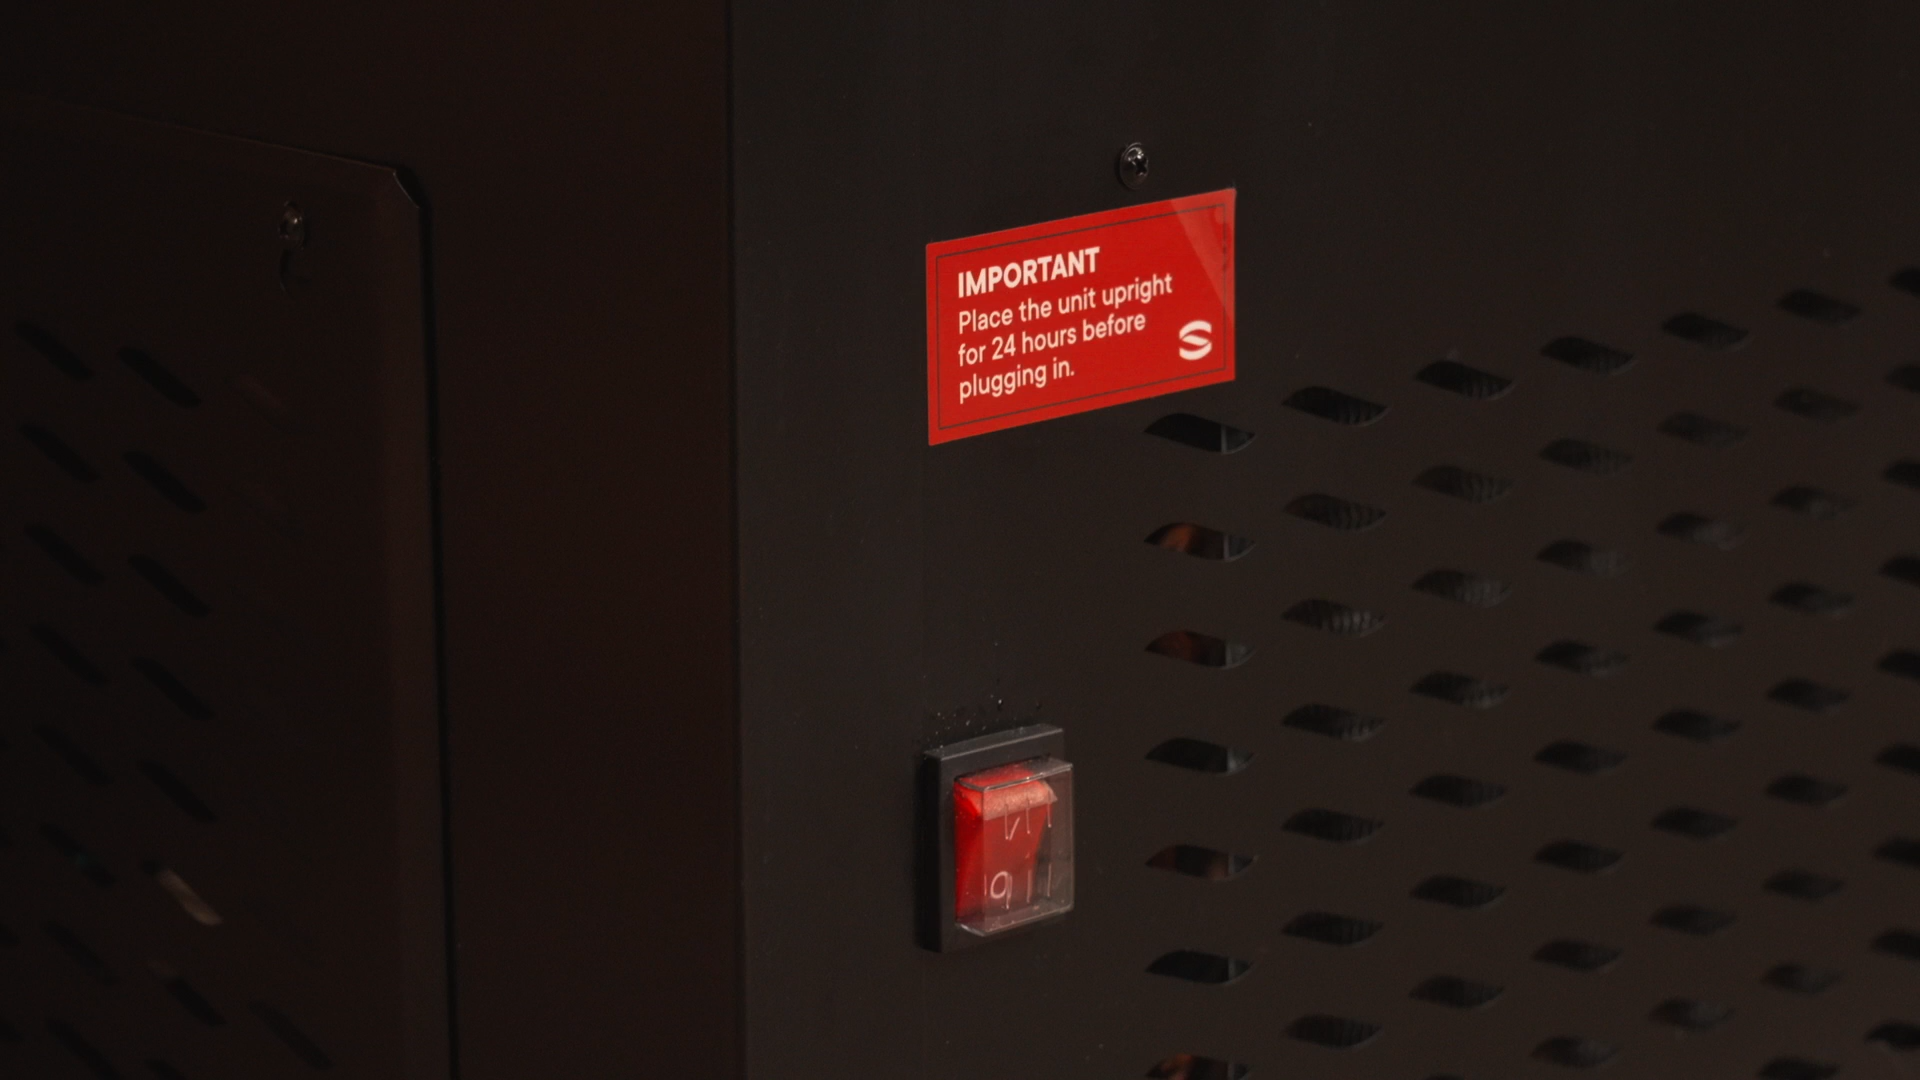 IMPORTANT
Place the unit upright
for 24 hours before
plugging in.